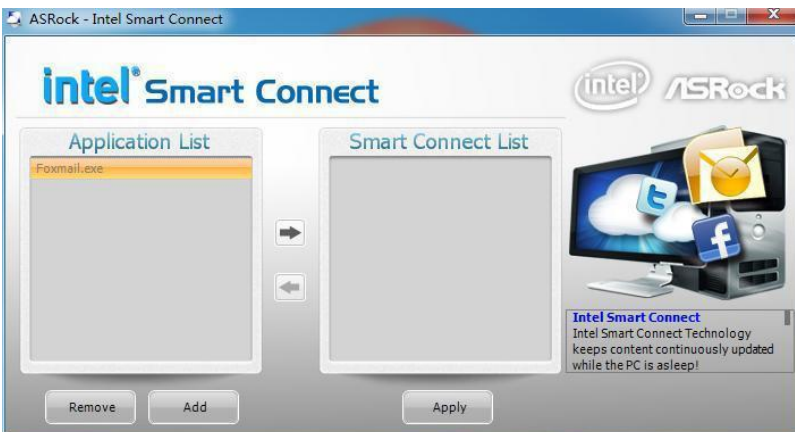 ASRock - Intel Smart Connect
intel® Smart Connect
intel® ASRock
Application List
Foxmail.exe
Smart Connect List
Intel Smart Connect
Intel Smart Connect Technology
keeps content continuously updated
while the PC is asleep!
Remove
Add
Apply